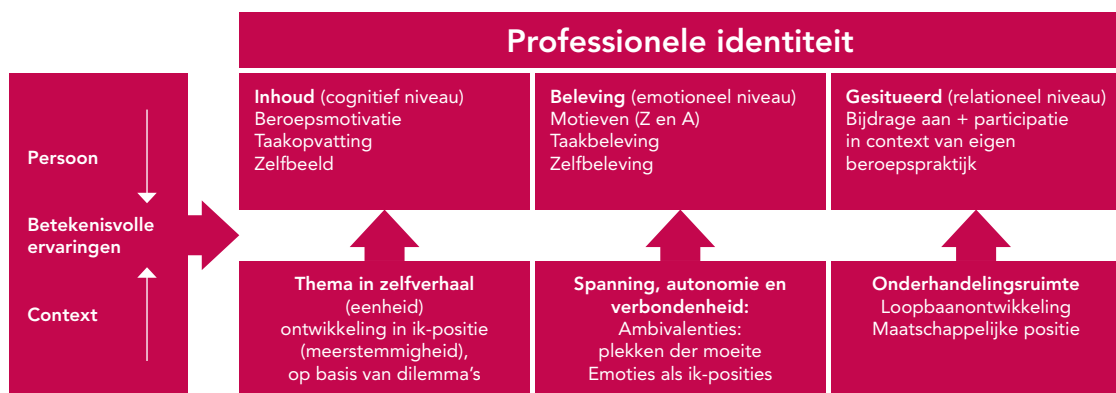 Professionele identiteit
Persoon
Betekenisvolle
ervaringen
Context
Inhoud (cognitief niveau)
Beroepsmotivatie
Taakopvatting
Zelfbeeld
Beleving (emotioneel niveau)
Motieven (Z en A)
Taakbeleving
Zelfbeleving
Gesitueerd (relationeel niveau)
Bijdrage aan + participatie
in context van eigen
beroepspraktijk
Thema in zelfverhaal
(eenheid)
ontwikkeling in ik-positie
(meerstemmigheid),
op basis van dilemma’s
Spanning, autonomie en
verbondenheid:
Ambivalenties:
plekken der moeite
Emoties als ik-posities
Onderhandelingsruimte
Loopbaanontwikkeling
Maatschappelijke positie